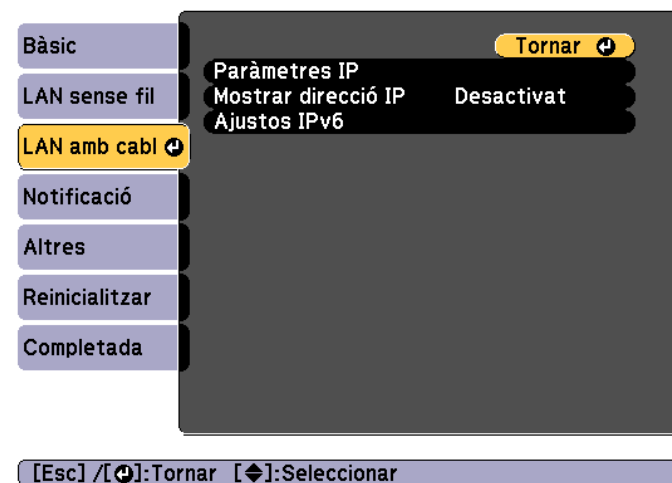 Bàsic
LAN sense fil
LAN amb cabl
Notificació
Altres
Reinicialitzar
Completada
Tornar
Paràmetres IP
Mostrar direcció IP Desactivat
Ajustos IPv6
[Esc] /[ ]:Tornar [ ]:Seleccionar